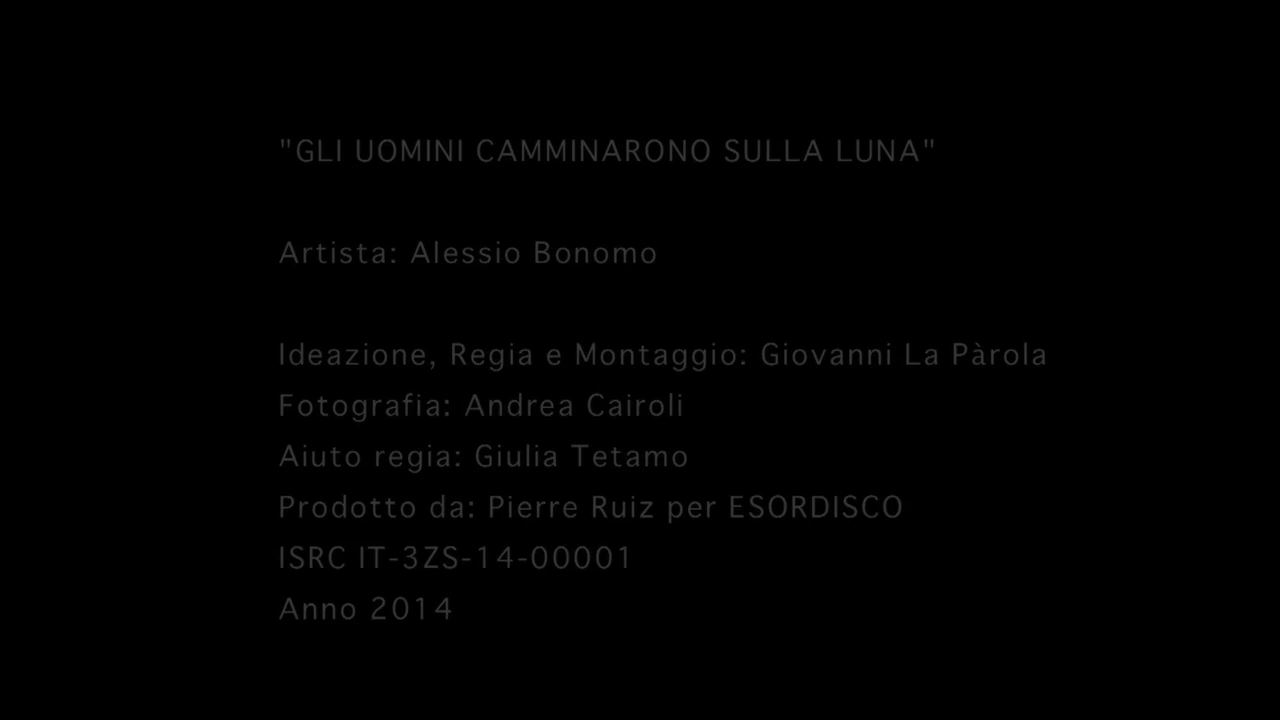 "GLI UOMINI CAMMINARONO SULLA LUNA"
Artista: Alessio Bonomo
Ideazione, Regia e Montaggio: Giovanni La Pàrola
Fotografia: Andrea Cairoli
Aiuto regia: Giulia Tetamo
Prodotto da: Pierre Ruiz per ESORDISCO
ISRC IT-3ZS-14-00001
Anno 2014